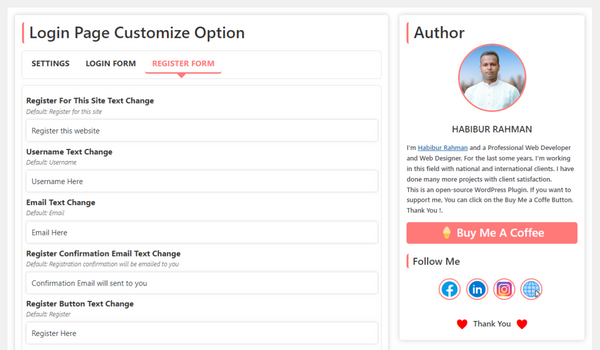 Login Page Customize Option
SETTINGS
LOGIN FORM
REGISTER FORM
Register For This Site Text Change
Default: Register for this site
Register this website
Username Text Change
Default: Username
Username Here
Email Text Change
Default: Email
Email Here
Register Confirmation Email Text Change
Default: Registration confirmation will be emailed to you
Confirmation Email will sent to you
Register Button Text Change
Default: Register
Register Here
Author
HABIBUR RAHMAN
I'm Habibur Rahman and a Professional Web Developer
and Web Designer. For the last some years. I'm working
in this field with national and international clients. I have
done many more projects with client satisfaction.
This is an open-source WordPress Plugin. If you want to
support me. You can click on the Buy Me a Coffe Button.
Thank You !.
Buy Me A Coffee
Follow Me
Thank You